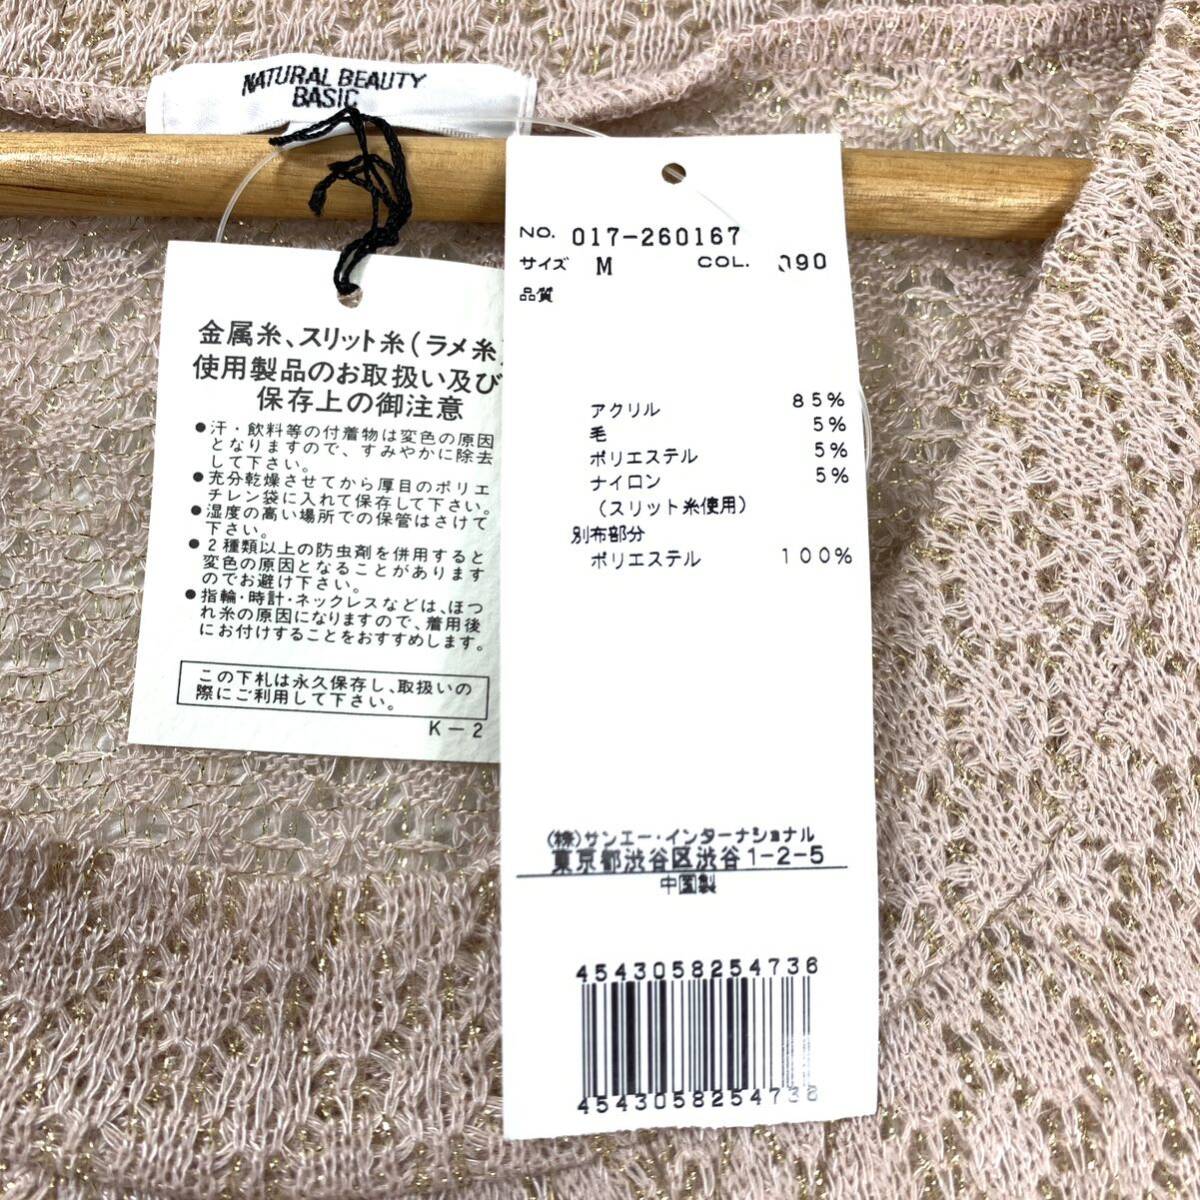 NATURAL BEAUTY
BASIC
金属糸、スリット糸(ラメ糸)
使用製品のお取扱い及び
保存上の御注意
●汗・飲料等の付着物は変色の原因
となりますので、すみやかに除去
して下さい。
●充分乾燥させてから厚目のポリエ
チレン袋に入れて保存して下さい。
●湿度の高い場所での保管はさけて
下さい。
●2種類以上の防虫剤を併用すると
変色の原因となることがあります
のでお避け下さい。
●指輪・時計・ネックレスなどは、ほつ
れ糸の原因になりますので、着用後
にお付けすることをおすすめします。
この下札は永久保存し、取扱いの
際にご利用して下さい。
K-2
NO. 017-260167
サイズ M COL. 090
品質
アクリル 85%
毛 5%
ポリエステル 5%
ナイロン 5%
(スリット糸使用)
別布部分
ポリエステル 100%
(株)サンエー・インターナショナル
東京都渋谷区渋谷1-2-5
中国製
4543058254736
4543058254736